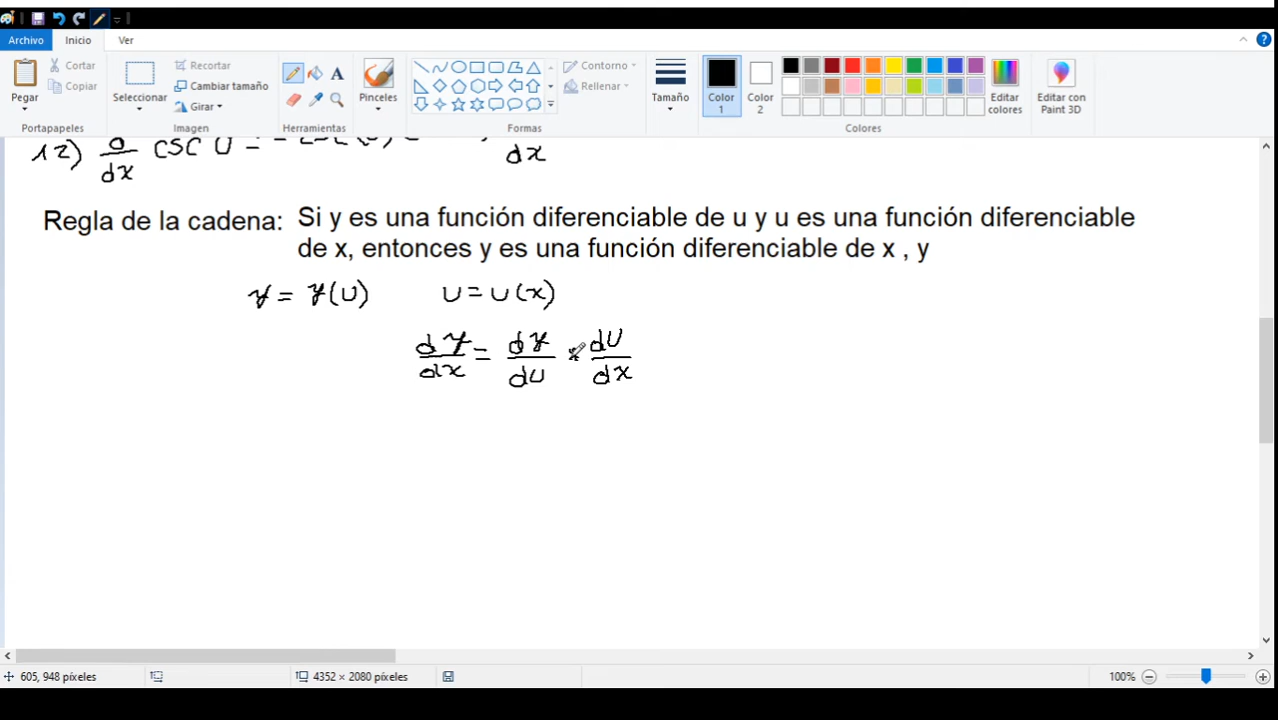 Archivo Inicio Ver
Cortar
Copiar
Pegar
Portapapeles
Seleccionar
Recortar
Cambiar tamaño
Girar
Imagen
Herramientas
Pinceles
Contorno
Rellenar
Formas
Tamaño
Color 1
Color 2
Editar colores
Editar con Paint 3D
Colores
12) d/dx CSC U = - CSC (U)
dx
Regla de la cadena: Si y es una función diferenciable de u y u es una función diferenciable
de x, entonces y es una función diferenciable de x , y
y = y(U) U = U(x)
dy/dx = dy/dU * dU/dx
605, 948 píxeles 4352 × 2080 píxeles 100%